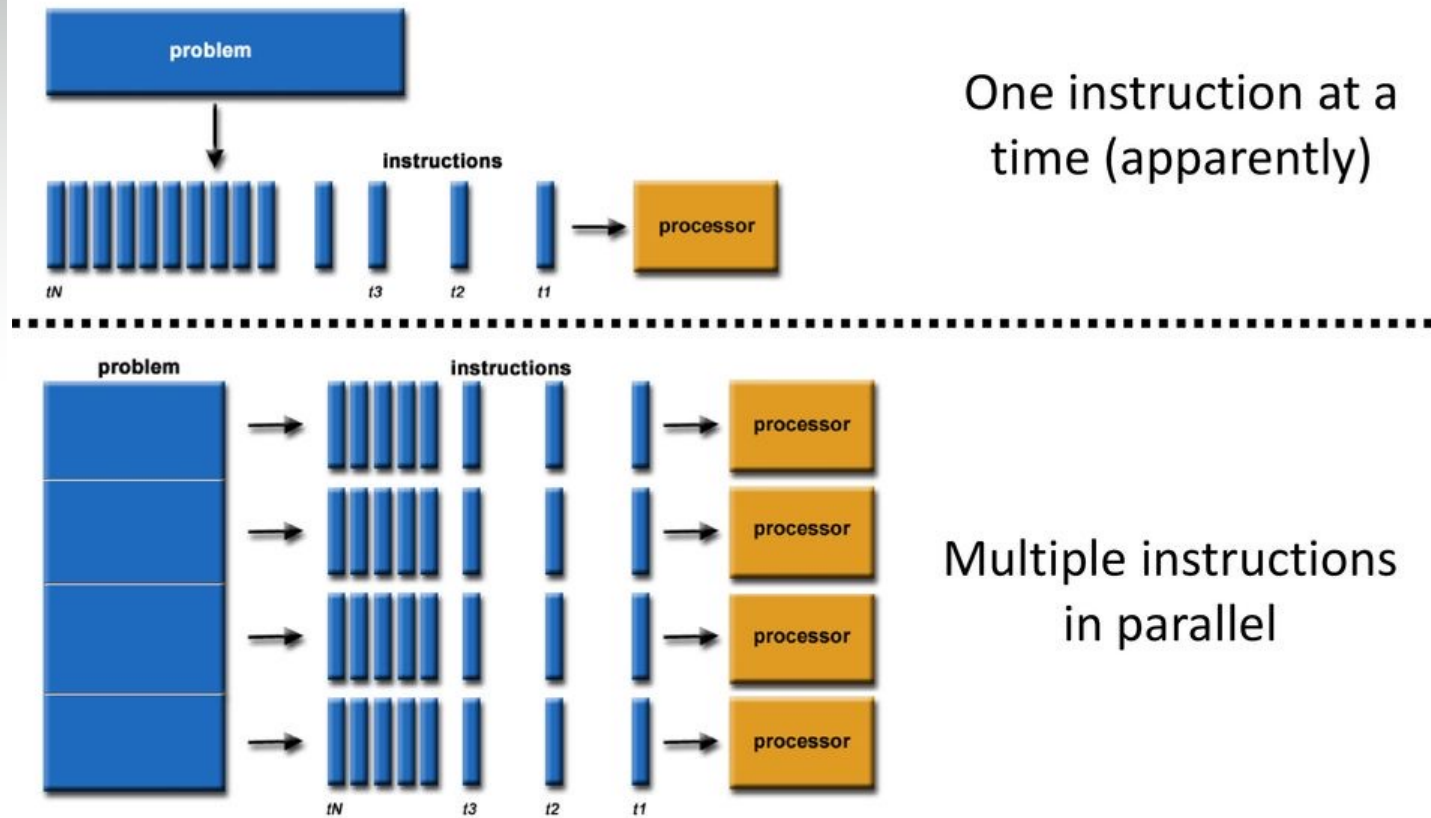 problem
One instruction at a
time (apparently)
instructions
processor
tN t3 t2 t1
problem instructions
processor
processor
Multiple instructions
in parallel
processor
processor
tN t3 t2 t1